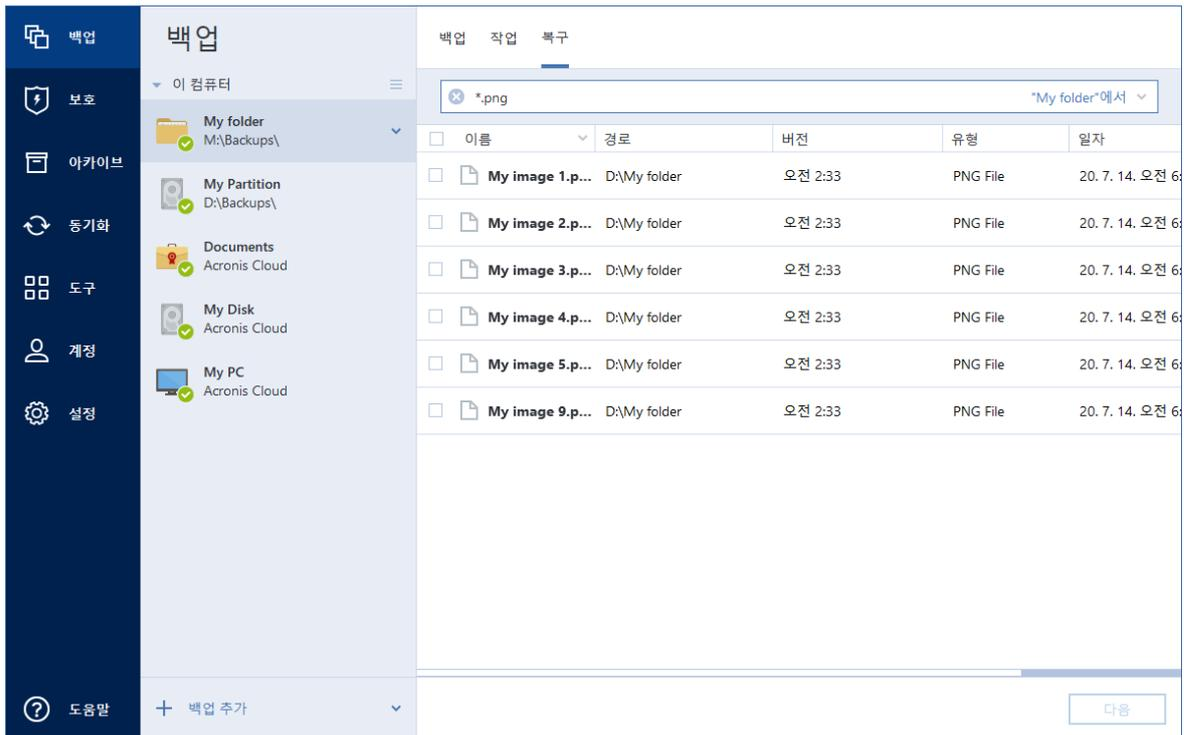 백업
보호
아카이브
동기화
도구
계정
설정
도움말
백업
이 컴퓨터
My folder
M:\Backups\
My Partition
D:\Backups\
Documents
Acronis Cloud
My Disk
Acronis Cloud
My PC
Acronis Cloud
백업 추가
백업 작업 복구
*.png "My folder"에서
이름 경로 버전 유형 일자
My image 1.p... D:\My folder 오전 2:33 PNG File 20. 7. 14. 오전 6:
My image 2.p... D:\My folder 오전 2:33 PNG File 20. 7. 14. 오전 6:
My image 3.p... D:\My folder 오전 2:33 PNG File 20. 7. 14. 오전 6:
My image 4.p... D:\My folder 오전 2:33 PNG File 20. 7. 14. 오전 6:
My image 5.p... D:\My folder 오전 2:33 PNG File 20. 7. 14. 오전 6:
My image 9.p... D:\My folder 오전 2:33 PNG File 20. 7. 14. 오전 6:
다음